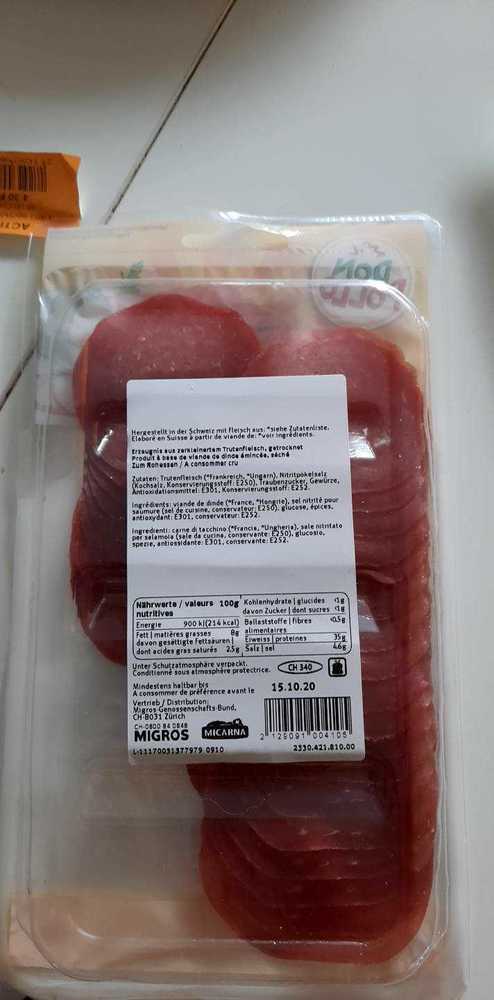 Hergestellt in der Schweiz mit Fleisch aus: *siehe Zutatenliste.
Elaboré en Suisse à partir de viande de: *voir ingrédients.
Erzeugnis aus zerkleinertem Trutenfleisch, getrocknet
Produit à base de viande de dinde émincée, séché
Zum Rohessen / A consommer cru
Zutaten: Trutenfleisch (*Frankreich, *Ungarn), Nitritpökelsalz
(Kochsalz, Konservierungsstoff: E250), Traubenzucker, Gewürze,
Antioxidationsmittel: E301, Konservierungsstoff: E252.
Ingrédients: viande de dinde (*France, *Hongrie), sel nitrité pour
saumure (sel de cuisine, conservateur: E250), glucose, épices,
antioxydant: E301, conservateur: E252.
Ingredienti: carne di tacchino (*Francia, *Ungheria), sale nitritato
per salamoia (sale da cucina, conservante: E250), glucosio,
spezie, antiossidante: E301, conservante: E252.
Nährwerte / valeurs 100g
nutritives
Energie 900 kJ(214 kcal)
Fett | matières grasses 8g
davon gesättigte Fettsäuren |
dont acides gras saturés 2.5g
Kohlenhydrate | glucides <1g
davon Zucker | dont sucres <1g
Ballaststoffe | fibres <0.5g
alimentaires
Eiweiss | proteines 35g
Salz | sel 4.6g
Unter Schutzatmosphäre verpackt.
Conditionné sous atmosphère protectrice.
CH 340
Mindestens haltbar bis
A consommer de préférence avant le 15.10.20
Vertrieb / Distribution:
Migros-Genossenschafts-Bund,
CH-8031 Zürich
CH-0800 84 0848
MIGROS MICARNA
2 129091 004106
L-11170031377979 0910 2330.421.810.00
DON
POLLO
ACTI